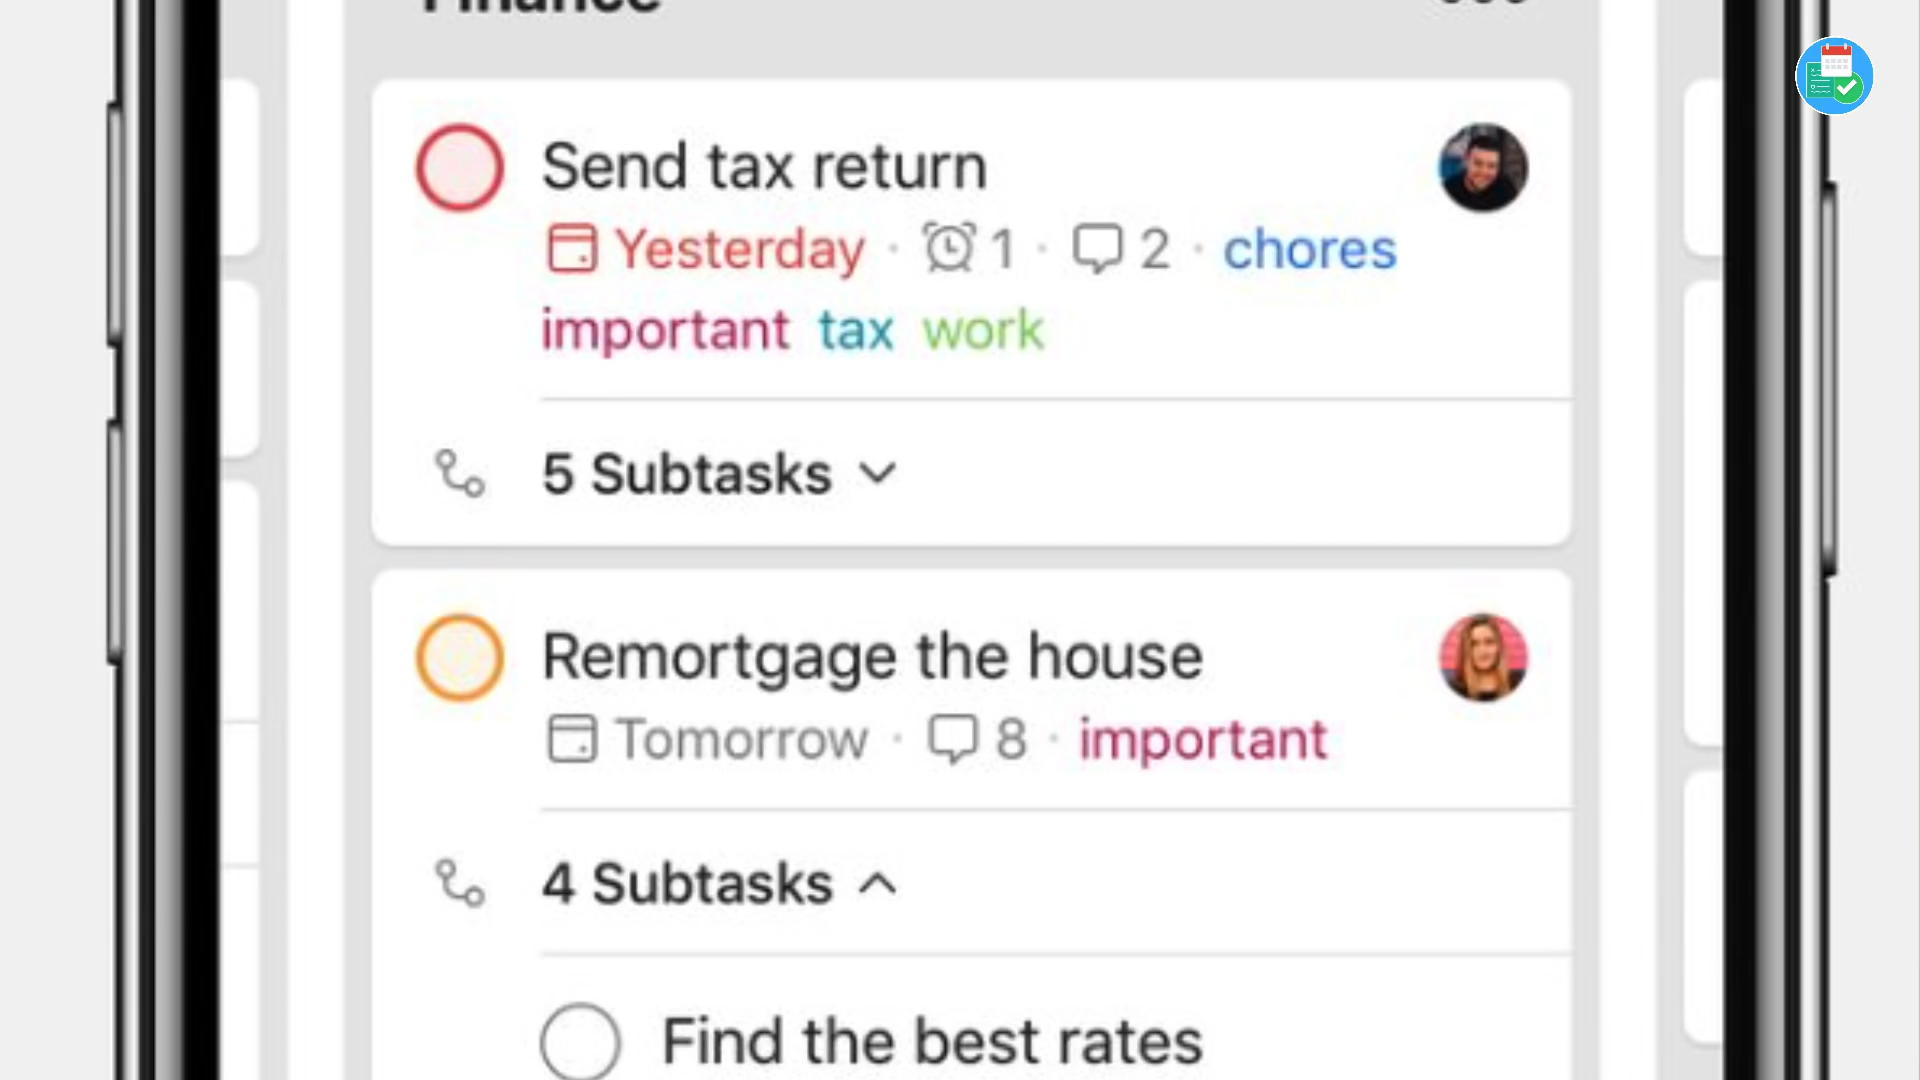 Finance
Send tax return
Yesterday · 1 · 2 · chores
important tax work
5 Subtasks
Remortgage the house
Tomorrow · 8 · important
4 Subtasks
Find the best rates